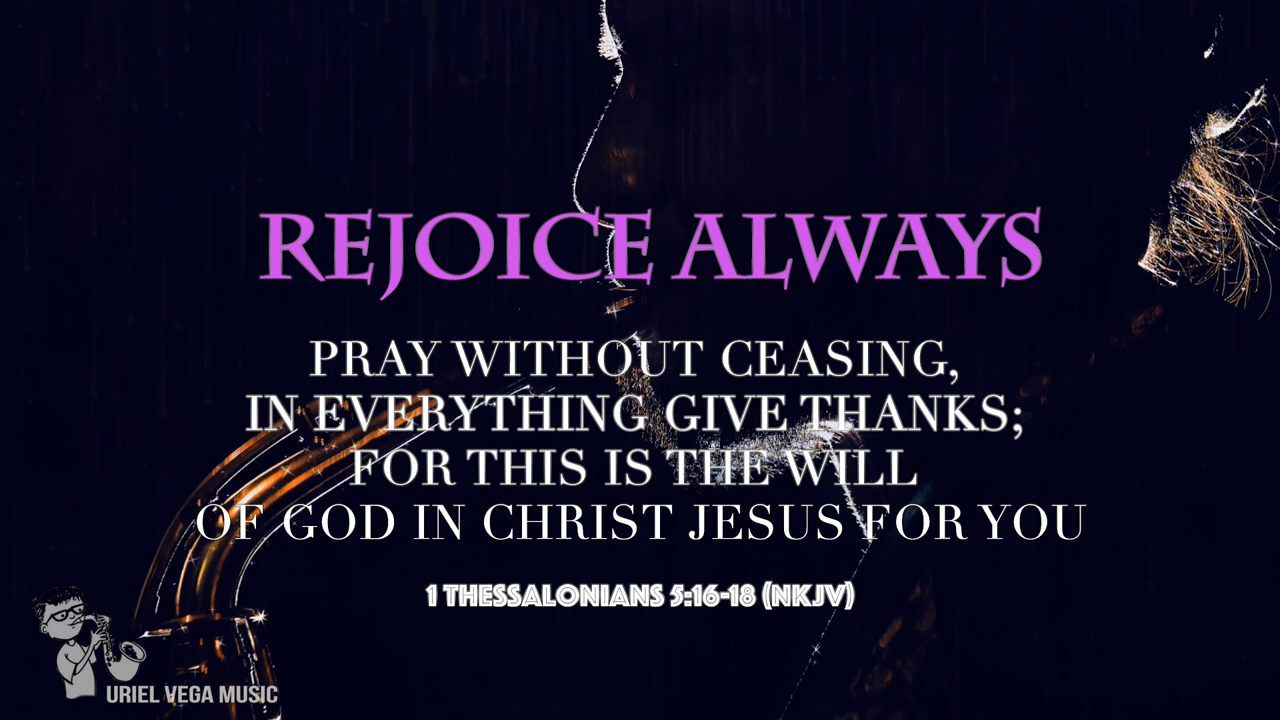 REJOICE ALWAYS
PRAY WITHOUT CEASING,
IN EVERYTHING GIVE THANKS;
FOR THIS IS THE WILL
OF GOD IN CHRIST JESUS FOR YOU
1 THESSALONIANS 5:16-18 (NKJV)
URIEL VEGA MUSIC